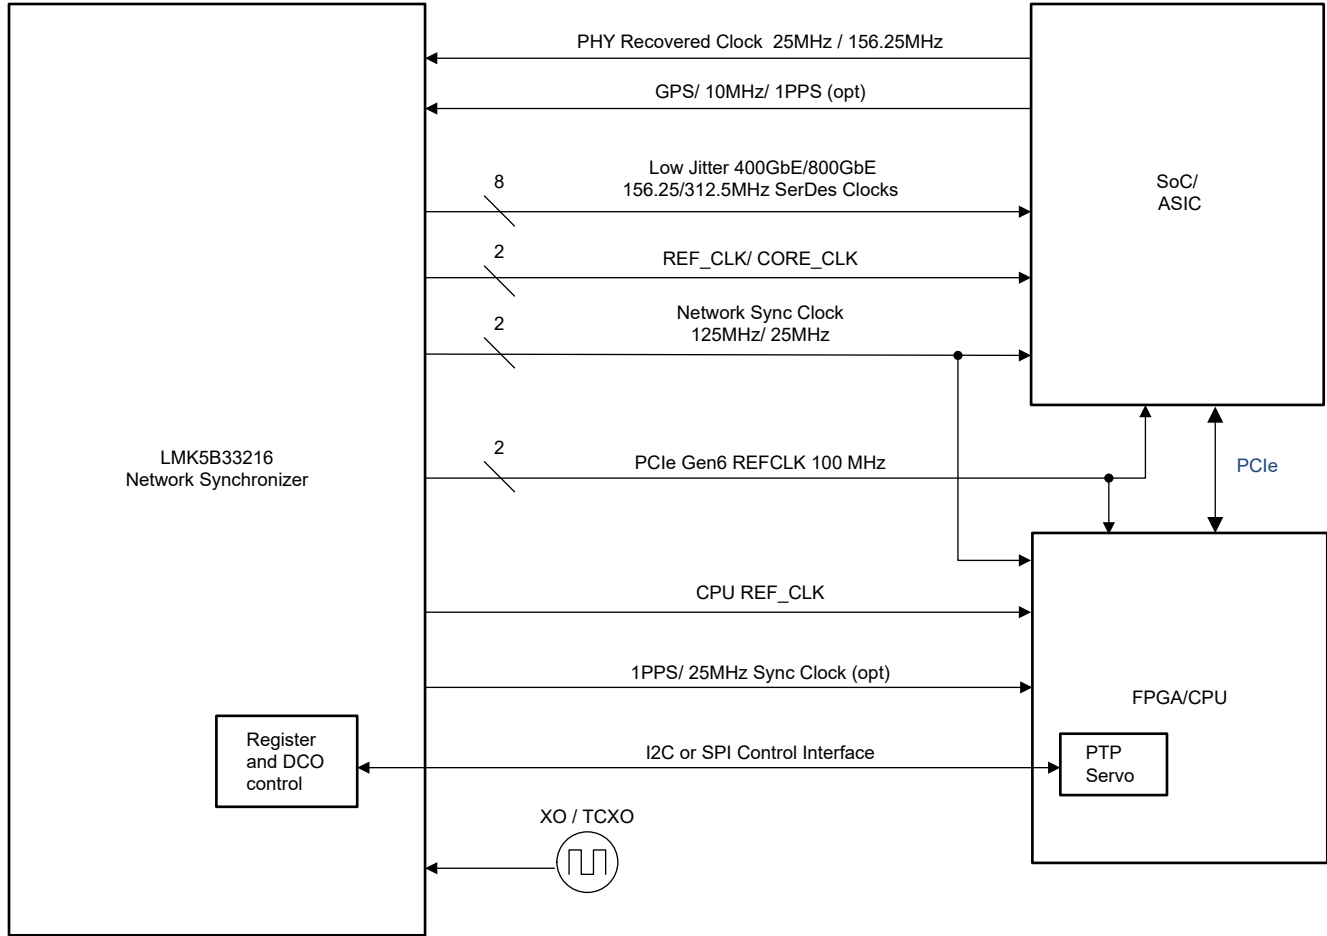 PHY Recovered Clock  25MHz / 156.25MHz
GPS/ 10MHz/ 1PPS (opt)
8
Low Jitter 400GbE/800GbE
156.25/312.5MHz SerDes Clocks
2
REF_CLK/ CORE_CLK
2
Network Sync Clock
125MHz/ 25MHz
SoC/
ASIC
LMK5B33216
Network Synchronizer
2
PCIe Gen6 REFCLK 100 MHz
PCIe
CPU REF_CLK
1PPS/ 25MHz Sync Clock (opt)
FPGA/CPU
Register
and DCO
control
I2C or SPI Control Interface
PTP
Servo
XO / TCXO